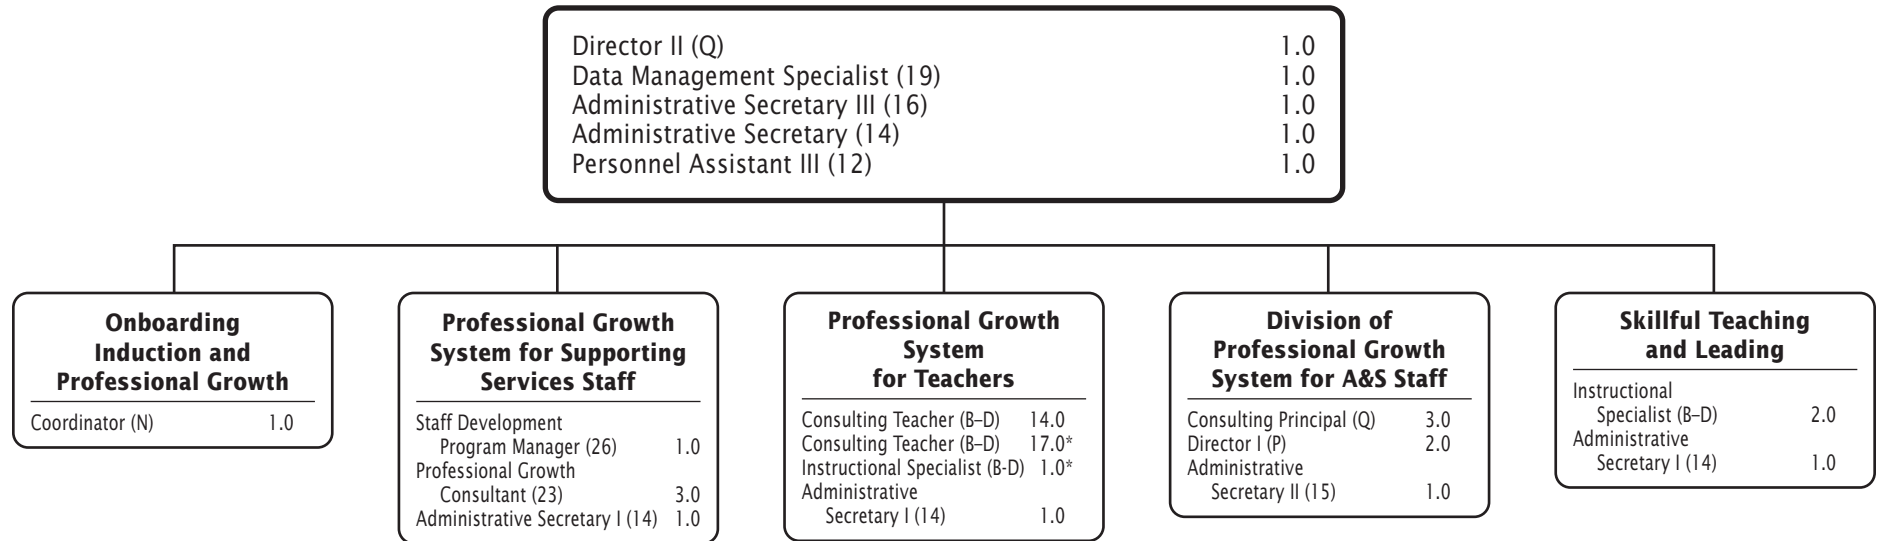 Director II (Q) 1.0
Data Management Specialist (19) 1.0
Administrative Secretary III (16) 1.0
Administrative Secretary (14) 1.0
Personnel Assistant III (12) 1.0
Onboarding
Induction and
Professional Growth
Coordinator (N) 1.0
Professional Growth
System for Supporting
Services Staff
Staff Development
Program Manager (26) 1.0
Professional Growth
Consultant (23) 3.0
Administrative Secretary I (14) 1.0
Professional Growth
System
for Teachers
Consulting Teacher (B–D) 14.0
Consulting Teacher (B–D) 17.0*
Instructional Specialist (B-D) 1.0*
Administrative
Secretary I (14) 1.0
Division of
Professional Growth
System for A&S Staff
Consulting Principal (Q) 3.0
Director I (P) 2.0
Administrative
Secretary II (15) 1.0
Skillful Teaching
and Leading
Instructional
Specialist (B–D) 2.0
Administrative
Secretary I (14) 1.0